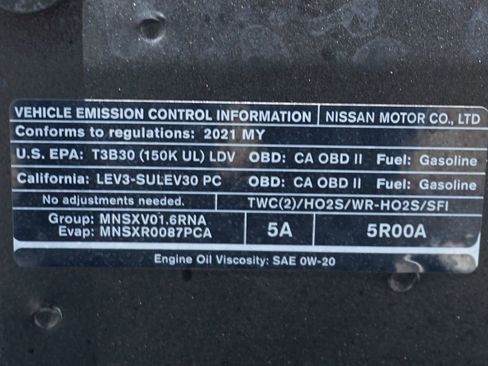 VEHICLE EMISSION CONTROL INFORMATION NISSAN MOTOR CO., LTD
Conforms to regulations: 2021 MY
U.S. EPA: T3B30 (150K UL) LDV OBD: CA OBD II Fuel: Gasoline
California: LEV3-SULEV30 PC OBD: CA OBD II Fuel: Gasoline
No adjustments needed. TWC(2)/HO2S/WR-HO2S/SFI
Group: MNSXV01.6RNA
Evap: MNSXR0087PCA
5A 5R00A
Engine Oil Viscosity: SAE 0W-20